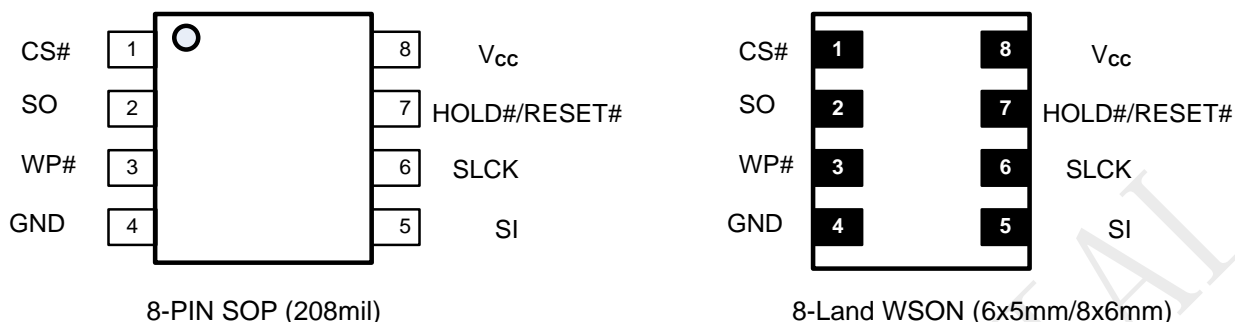 CS# 1 8 Vcc
SO 2 7 HOLD#/RESET#
WP# 3 6 SLCK
GND 4 5 SI
8-PIN SOP (208mil)
CS# 1 8 Vcc
SO 2 7 HOLD#/RESET#
WP# 3 6 SLCK
GND 4 5 SI
8-Land WSON (6x5mm/8x6mm)
AI